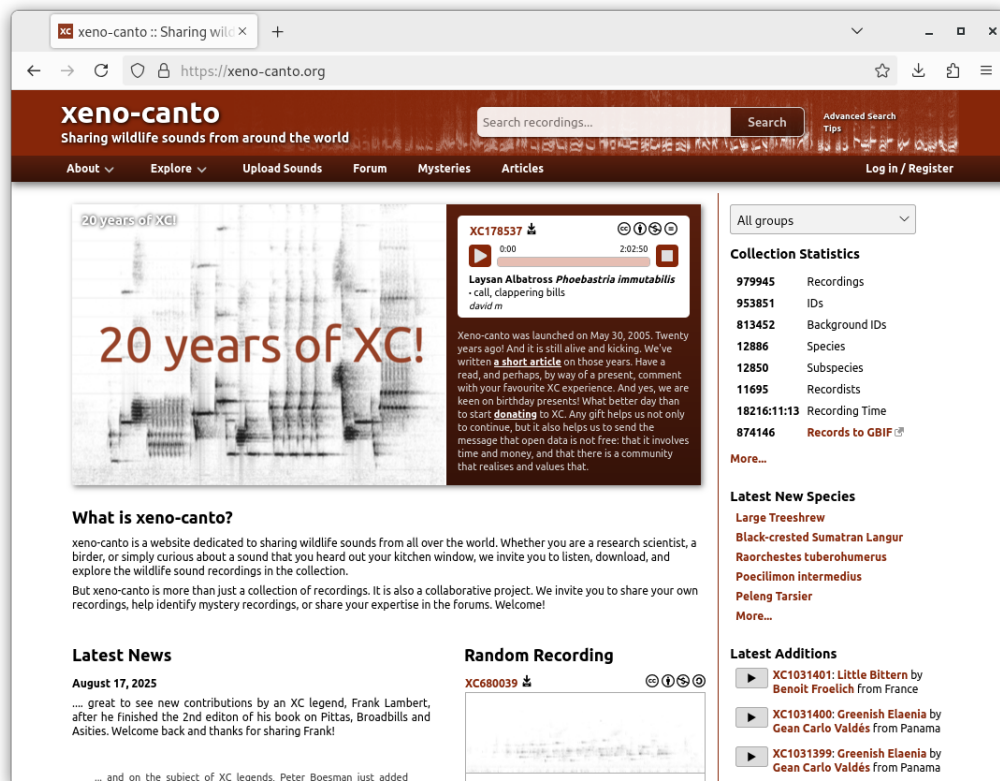 xeno-canto :: Sharing wild
https://xeno-canto.org
xeno-canto
Sharing wildlife sounds from around the world
Search recordings...
Search
Advanced Search
Tips
About
Explore
Upload Sounds
Forum
Mysteries
Articles
Log in / Register
20 years of XC!
20 years of XC!
XC178537
0:00
2:02:50
Laysan Albatross Phoebastria immutabilis
· call, clappering bills
david m
Xeno-canto was launched on May 30, 2005. Twenty
years ago! And it is still alive and kicking. We've
written a short article on those years. Have a
read, and perhaps, by way of a present, comment
with your favourite XC experience. And yes, we are
keen on birthday presents! What better day than
to start donating to XC. Any gift helps us not only
to continue, but it also helps us to send the
message that open data is not free: that it involves
time and money, and that there is a community
that realises and values that.
What is xeno-canto?
xeno-canto is a website dedicated to sharing wildlife sounds from all over the world. Whether you are a research scientist, a
birder, or simply curious about a sound that you heard out your kitchen window, we invite you to listen, download, and
explore the wildlife sound recordings in the collection.
But xeno-canto is more than just a collection of recordings. It is also a collaborative project. We invite you to share your own
recordings, help identify mystery recordings, or share your expertise in the forums. Welcome!
Latest News
August 17, 2025
.... great to see new contributions by an XC legend, Frank Lambert,
after he finished the 2nd editon of his book on Pittas, Broadbills and
Asities. Welcome back and thanks for sharing Frank!
... and on the subject of XC legends, Peter Boesman just added
Random Recording
XC680039
All groups
Collection Statistics
979945 Recordings
953851 IDs
813452 Background IDs
12886 Species
12850 Subspecies
11695 Recordists
18216:11:13 Recording Time
874146 Records to GBIF
More...
Latest New Species
Large Treeshrew
Black-crested Sumatran Langur
Raorchestes tuberohumerus
Poecilimon intermedius
Peleng Tarsier
More...
Latest Additions
XC1031401: Little Bittern by
Benoit Froelich from France
XC1031400: Greenish Elaenia by
Gean Carlo Valdés from Panama
XC1031399: Greenish Elaenia by
Gean Carlo Valdés from Panama